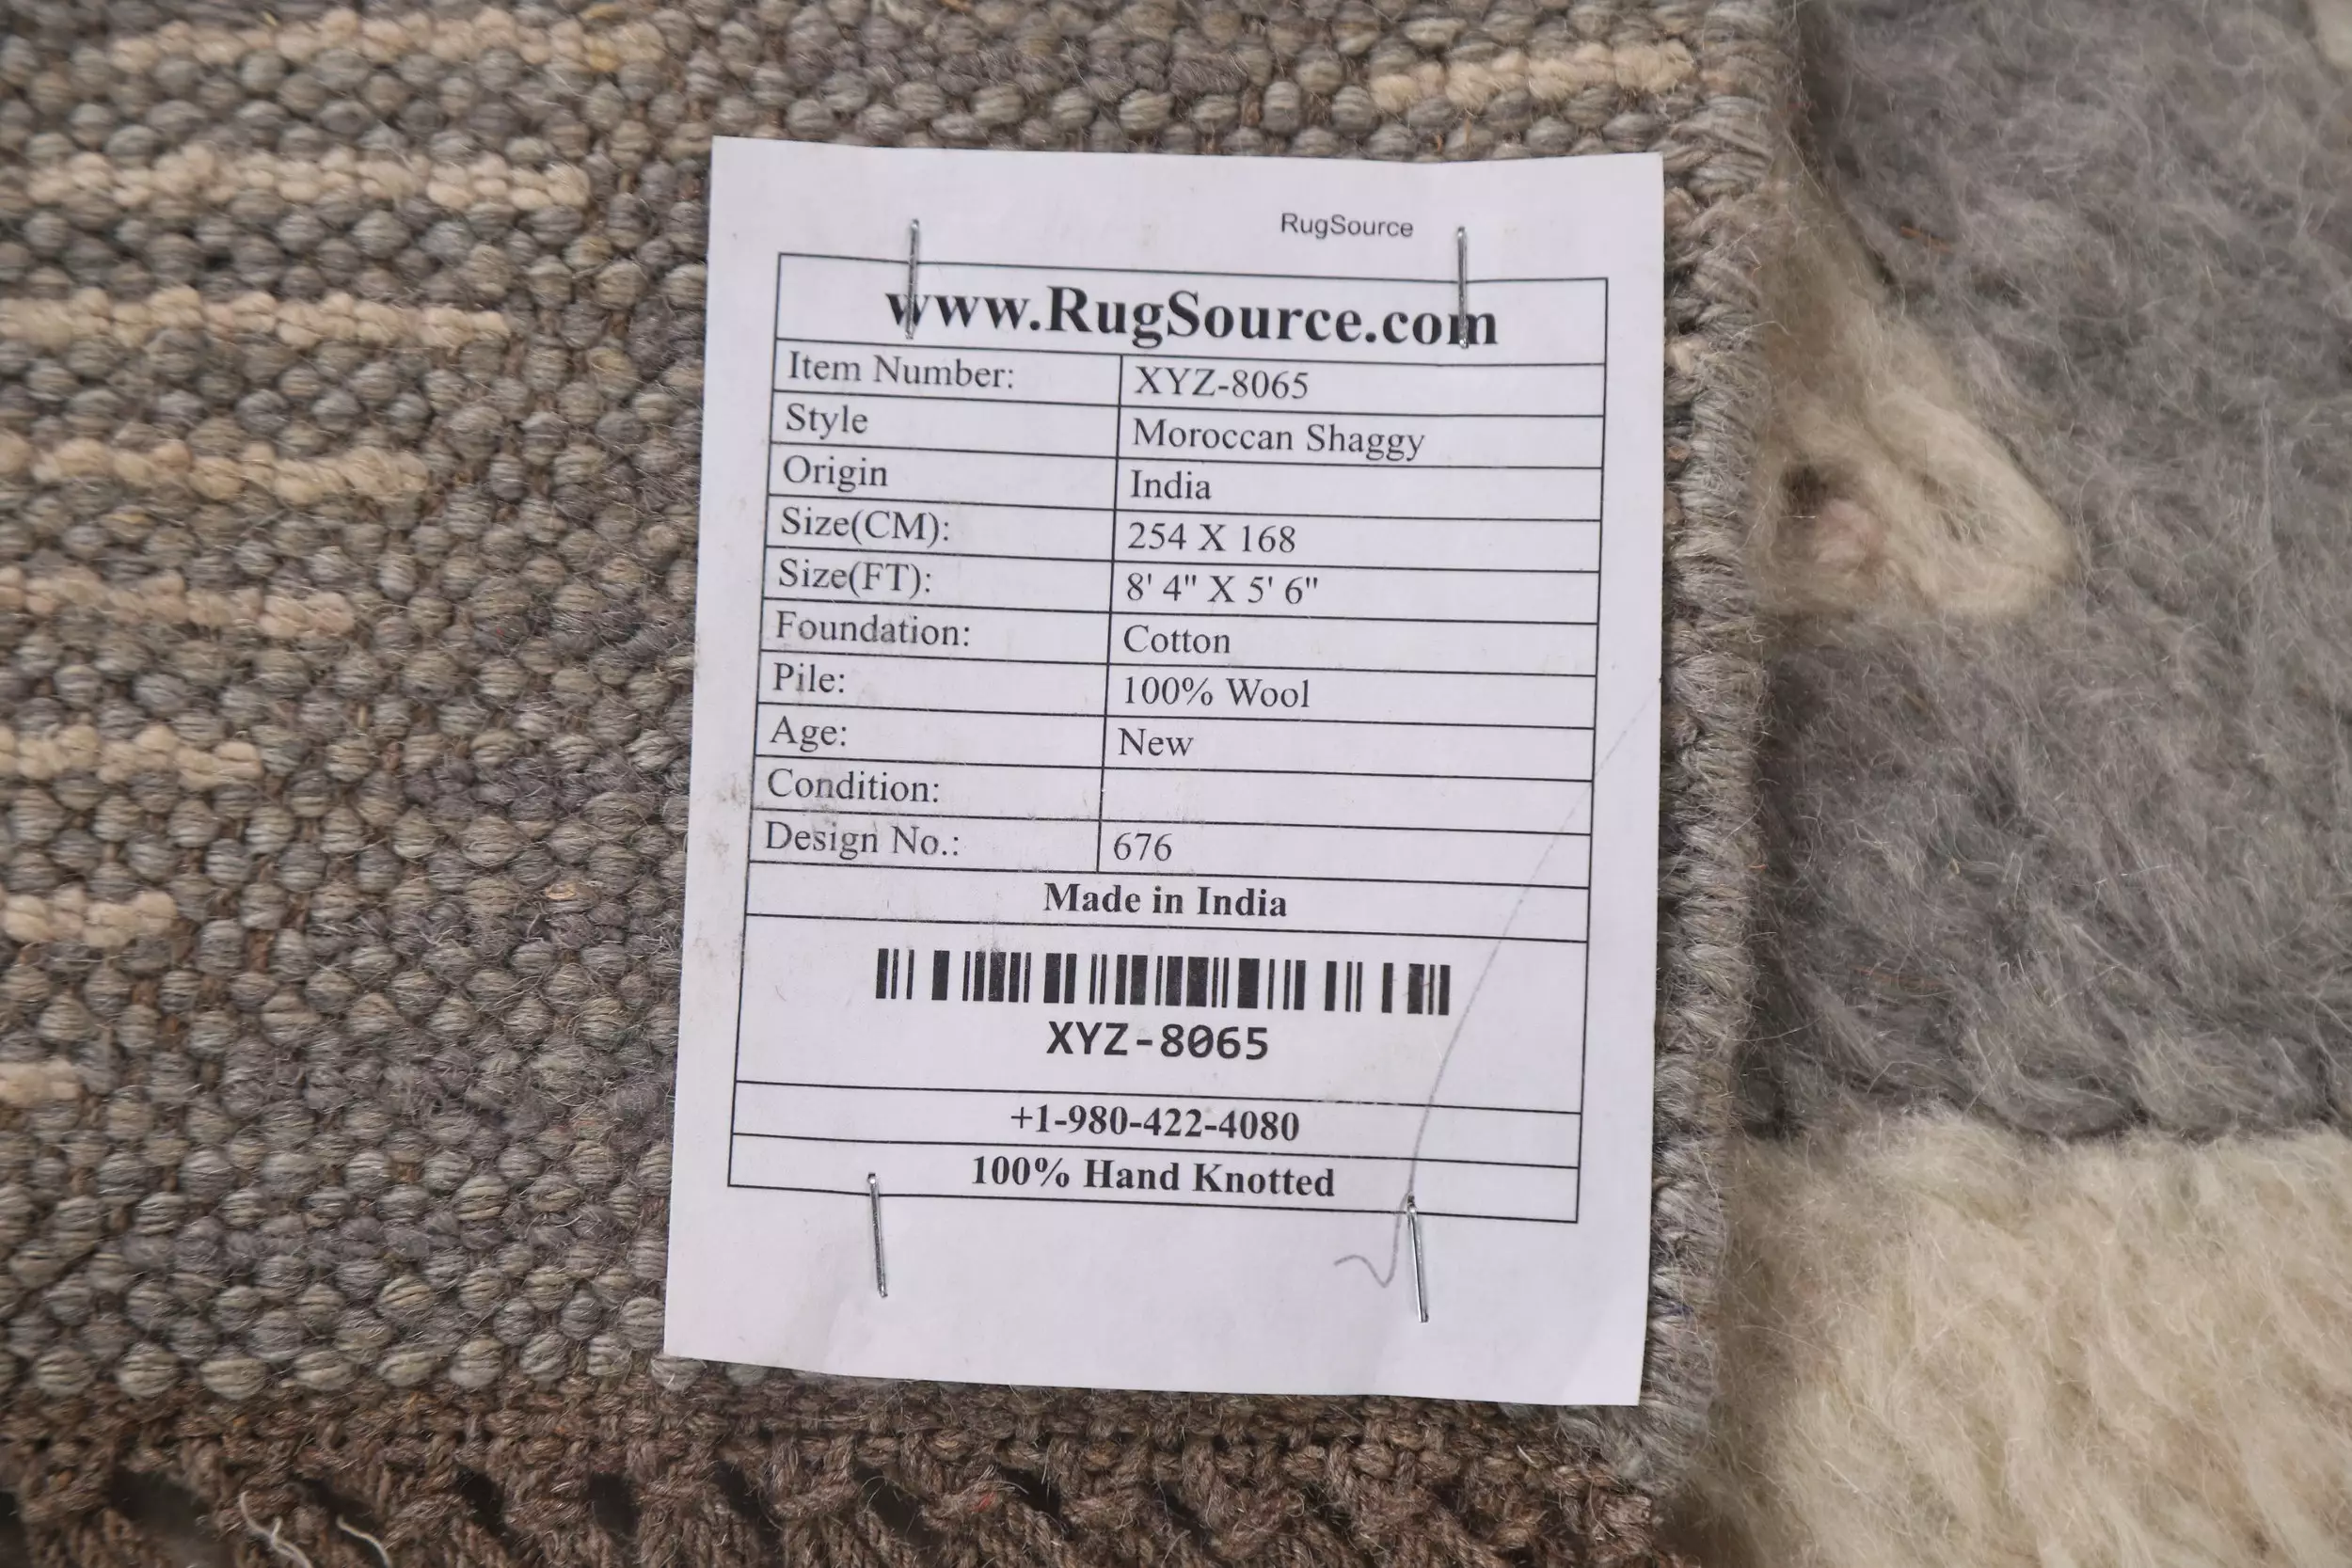 RugSource
www.RugSource.com
Item Number: XYZ-8065
Style Moroccan Shaggy
Origin India
Size(CM): 254 X 168
Size(FT): 8' 4" X 5' 6"
Foundation: Cotton
Pile: 100% Wool
Age: New
Condition:
Design No.: 676
Made in India
XYZ-8065
+1-980-422-4080
100% Hand Knotted